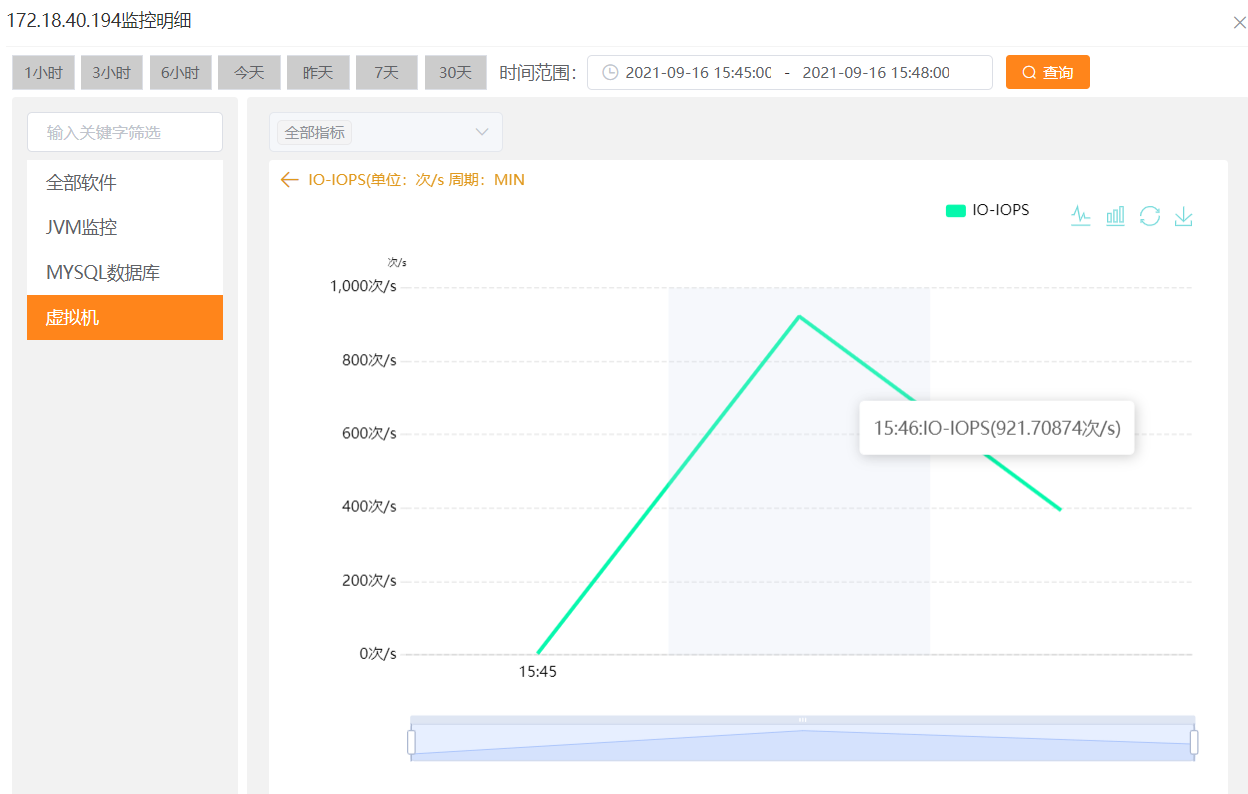 172.18.40.194监控明细
1小时 3小时 6小时 今天 昨天 7天 30天 时间范围： 2021-09-16 15:45:00 - 2021-09-16 15:48:00 查询
输入关键字筛选
全部软件
JVM监控
MYSQL数据库
虚拟机
全部指标
IO-IOPS(单位：次/s 周期：MIN
IO-IOPS
次/s
1,000次/s
800次/s
600次/s
400次/s
200次/s
0次/s
15:46:IO-IOPS(921.70874次/s)
15:45